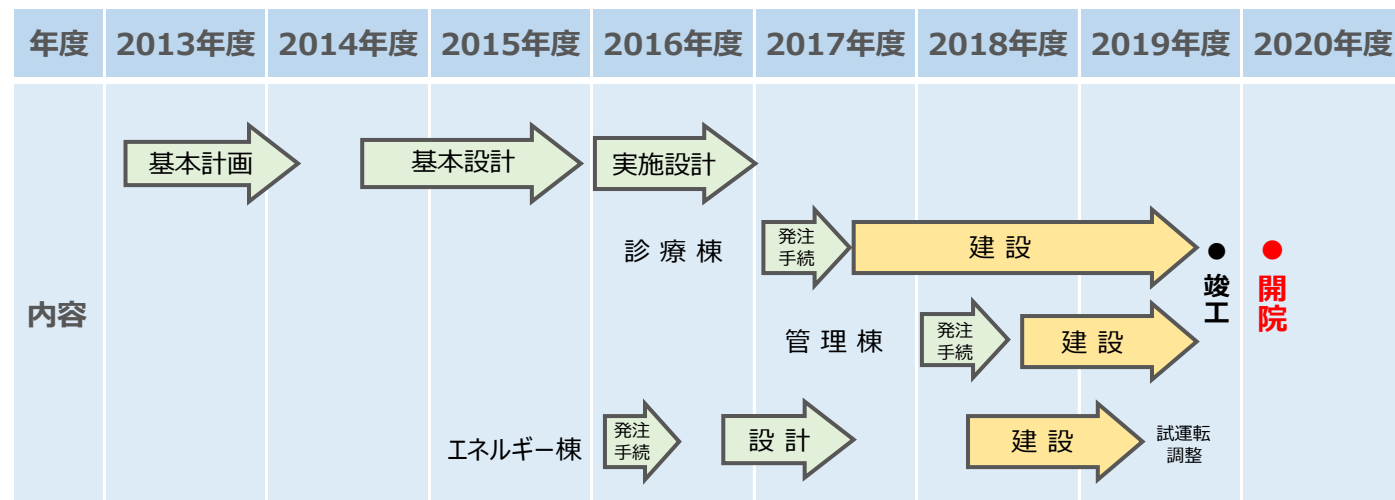 年度 2013年度 2014年度 2015年度 2016年度 2017年度 2018年度 2019年度 2020年度
内容
基本計画 基本設計 実施設計
診療棟 発注
手続
建設
竣工
開院
管理棟 発注
手続
建設
エネルギー棟 発注
手続
設計 建設 試運転
調整